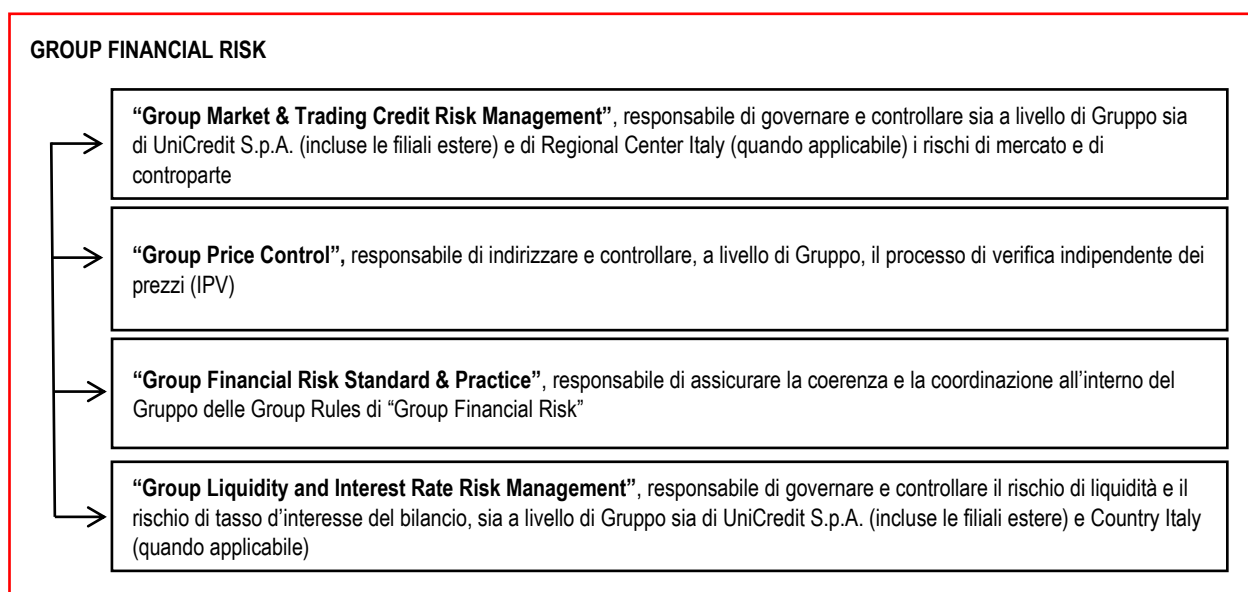 GROUP FINANCIAL RISK
“Group Market & Trading Credit Risk Management”, responsabile di governare e controllare sia a livello di Gruppo sia
di UniCredit S.p.A. (incluse le filiali estere) e di Regional Center Italy (quando applicabile) i rischi di mercato e di
controparte
“Group Price Control”, responsabile di indirizzare e controllare, a livello di Gruppo, il processo di verifica indipendente dei
prezzi (IPV)
“Group Financial Risk Standard & Practice”, responsabile di assicurare la coerenza e la coordinazione all’interno del
Gruppo delle Group Rules di “Group Financial Risk”
“Group Liquidity and Interest Rate Risk Management”, responsabile di governare e controllare il rischio di liquidità e il
rischio di tasso d’interesse del bilancio, sia a livello di Gruppo sia di UniCredit S.p.A. (incluse le filiali estere) e Country Italy
(quando applicabile)